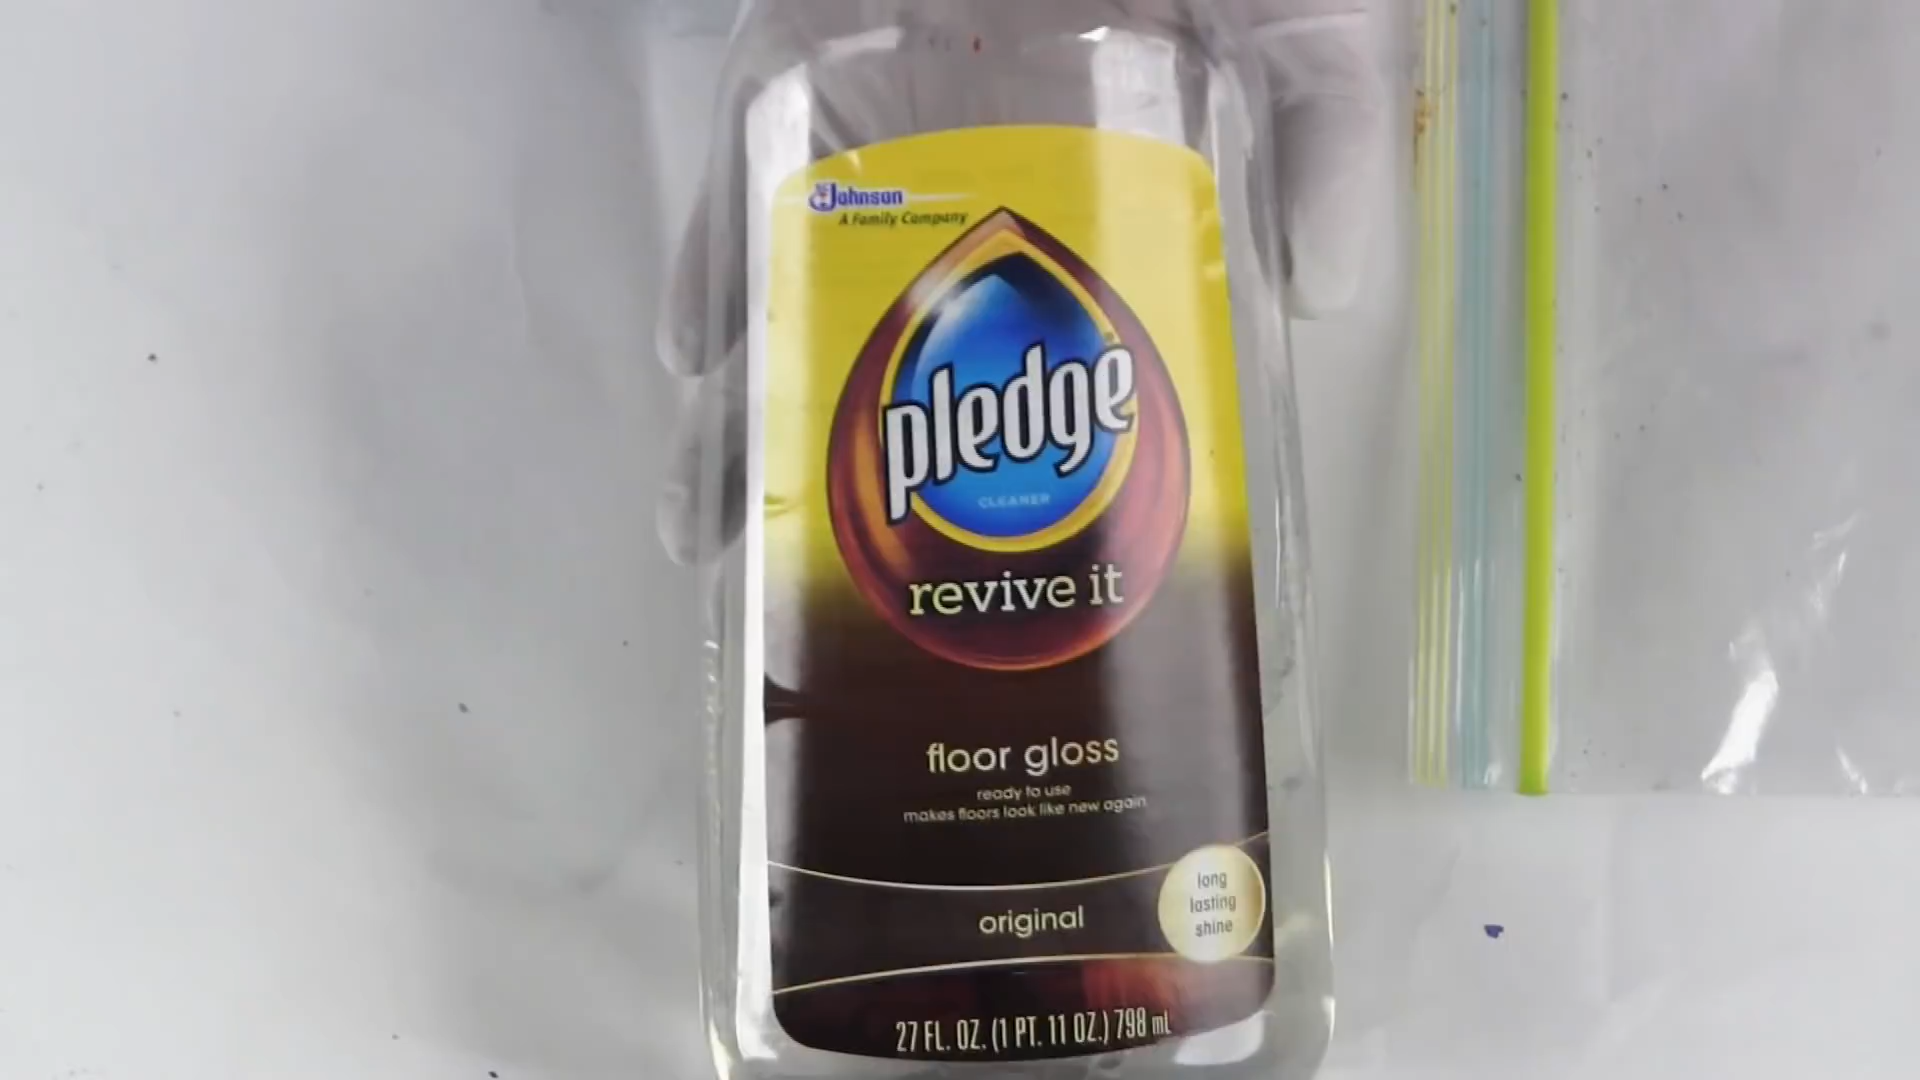 SC Johnson
A Family Company
pledge
CLEANER
revive it
floor gloss
ready to use
makes floors look like new again
original
long
lasting
shine
27 FL. OZ. (1 PT. 11 OZ.) 798 mL